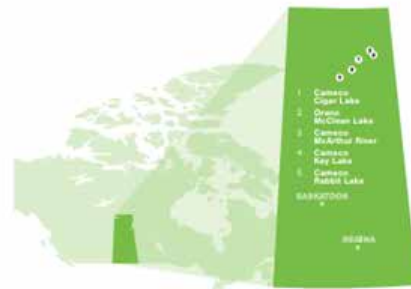 1 Cameco
Cigar Lake
2 Orano
McClean Lake
3 Cameco
McArthur River
4 Cameco
Key Lake
5 Cameco
Rabbit Lake
SASKATOON
REGINA